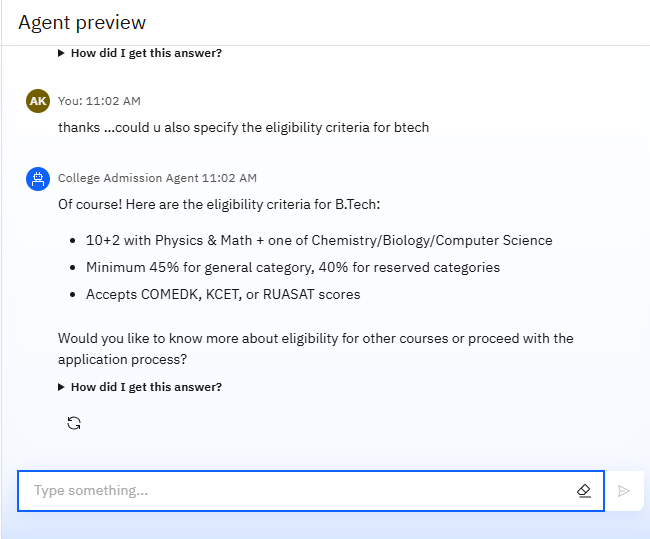 Agent preview
How did I get this answer?
AK
You: 11:02 AM
thanks ...could u also specify the eligibility criteria for btech
College Admission Agent 11:02 AM
Of course! Here are the eligibility criteria for B.Tech:
10+2 with Physics & Math + one of Chemistry/Biology/Computer Science
Minimum 45% for general category, 40% for reserved categories
Accepts COMEDK, KCET, or RUASAT scores
Would you like to know more about eligibility for other courses or proceed with the
application process?
How did I get this answer?
Type something...